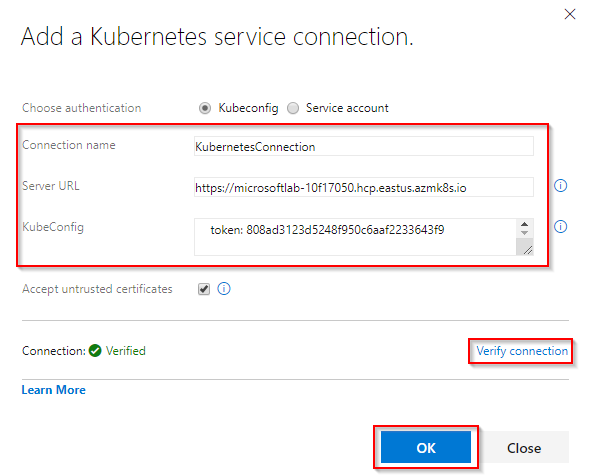 Add a Kubernetes service connection.
Choose authentication Kubeconfig Service account
Connection name KubernetesConnection
Server URL https://microsoftlab-10f17050.hcp.eastus.azmk8s.io
KubeConfig token: 808ad3123d5248f950c6aaf2233643f9
Accept untrusted certificates
Connection: Verified Verify connection
Learn More
OK Close